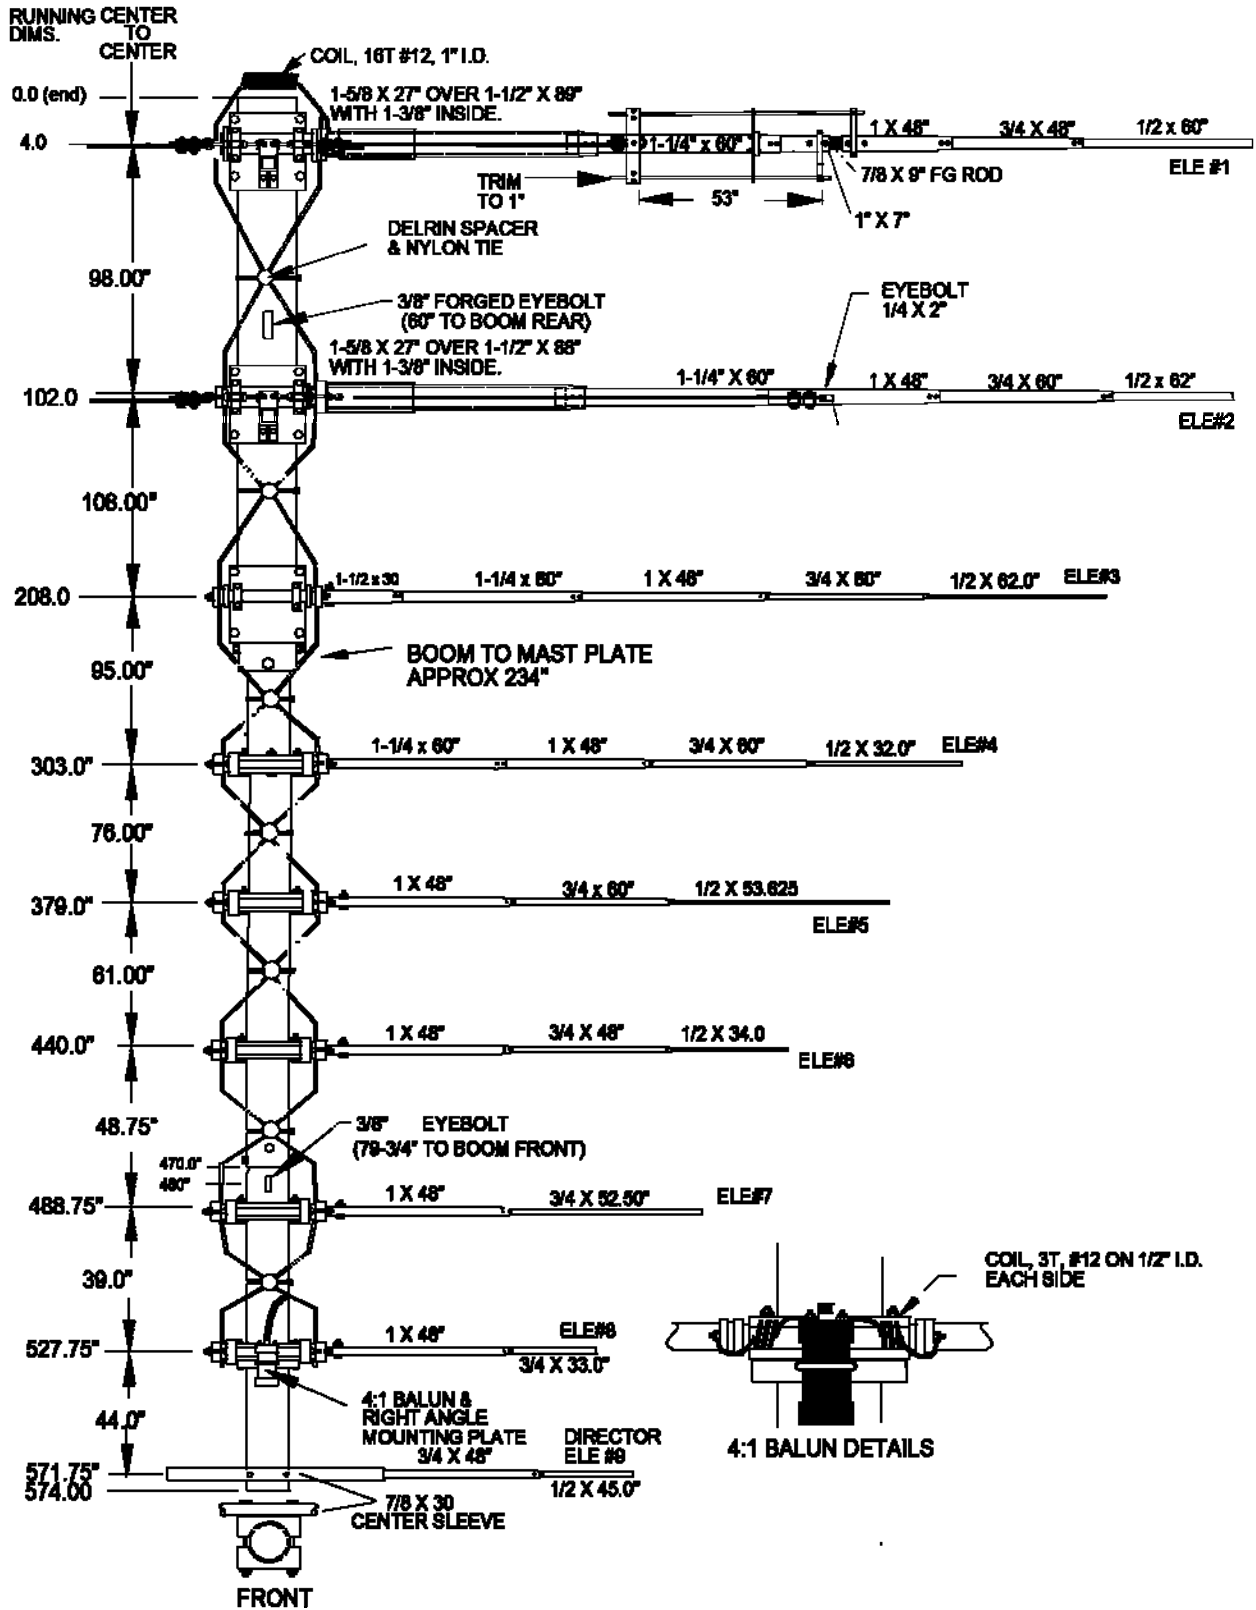 RUNNING CENTER
DIMS. TO
CENTER
COIL, 16T #12, 1" I.D.
0.0 (end)
1-5/8 X 27" OVER 1-1/2" X 89"
WITH 1-3/8" INSIDE.
4.0
1-1/4" x 60"
1 X 48"
3/4 X 48"
1/2 x 60"
ELE #1
7/8 X 9" FG ROD
TRIM
TO 1"
53"
1" X 7"
DELRIN SPACER
& NYLON TIE
98.00"
3/8" FORGED EYEBOLT
(60" TO BOOM REAR)
EYEBOLT
1/4 X 2"
1-5/8 X 27" OVER 1-1/2" X 88"
WITH 1-3/8" INSIDE.
102.0
1-1/4" X 60"
1 X 48"
3/4 X 60"
1/2 x 62"
ELE#2
106.00"
208.0
1-1/2 x 30
1-1/4 x 60"
1 X 48"
3/4 X 60"
1/2 X 62.0"
ELE#3
95.00"
BOOM TO MAST PLATE
APPROX 234"
303.0"
1-1/4 x 60"
1 X 48"
3/4 X 60"
1/2 X 32.0"
ELE#4
76.00"
379.0"
1 X 48"
3/4 x 60"
1/2 X 53.625
ELE#5
61.00"
440.0"
1 X 48"
3/4 X 48"
1/2 X 34.0
ELE#6
48.75"
3/8" EYEBOLT
(79-3/4" TO BOOM FRONT)
470.0"
480"
488.75"
1 X 48"
3/4 X 52.50"
ELE#7
39.0"
COIL, 3T, #12 ON 1/2" I.D.
EACH SIDE
527.75"
1 X 48"
ELE#8
3/4 X 33.0"
44.0"
4:1 BALUN &
RIGHT ANGLE
MOUNTING PLATE
4:1 BALUN DETAILS
571.75"
574.00
3/4 X 48"
DIRECTOR
ELE #9
1/2 X 45.0"
7/8 X 30
CENTER SLEEVE
FRONT